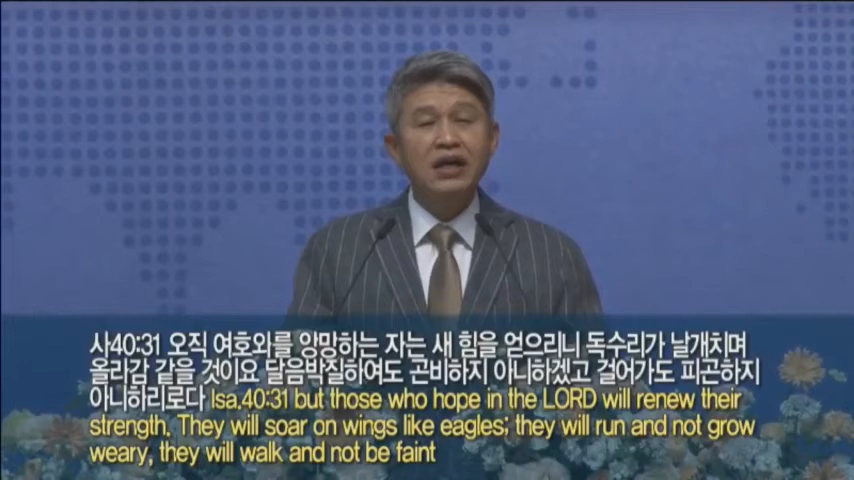 사40:31 오직 여호와를 앙망하는 자는 새 힘을 얻으리니 독수리가 날개치며
올라감 같을 것이요 달음박질하여도 곤비하지 아니하겠고 걸어가도 피곤하지
아니하리로다 Isa.40:31 but those who hope in the LORD will renew their
strength. They will soar on wings like eagles; they will run and not grow
weary, they will walk and not be faint